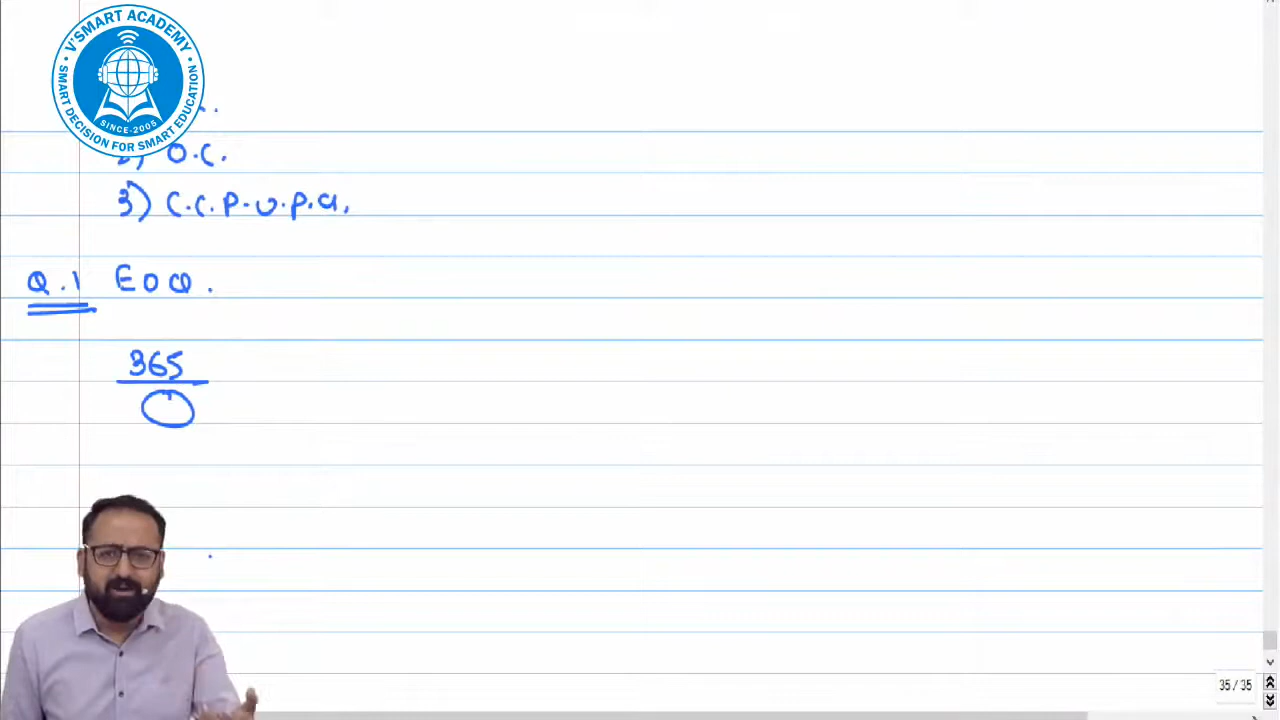 V'SMART ACADEMY
SMART DECISION FOR SMART EDUCATION
SINCE-2005
O.C.
3) C.C.P.U.P.a.
Q.1 EOQ.
365
35 / 35